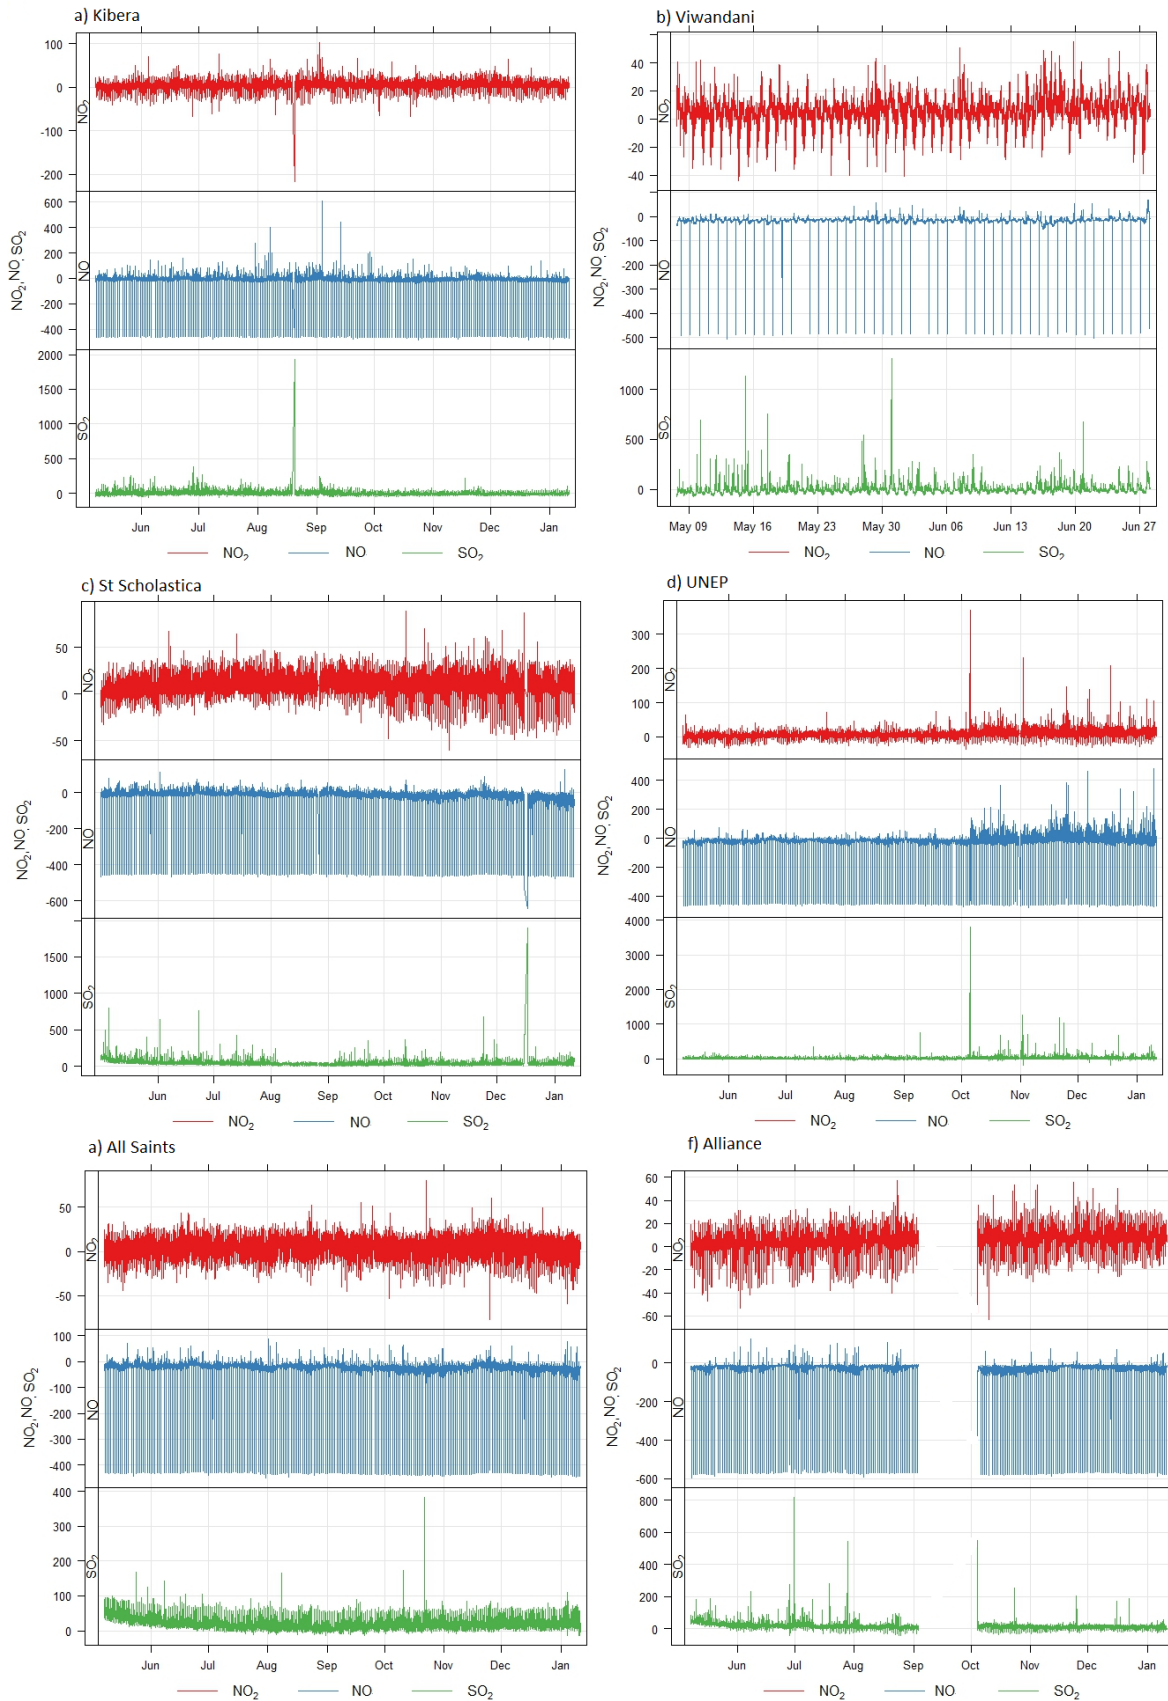 a) Kibera
100
0
-100
-200
NO₂
600
400
200
0
-200
-400
NO
2000
1500
1000
500
0
SO₂
NO₂, NO, SO₂
Jun Jul Aug Sep Oct Nov Dec Jan
NO₂ NO SO₂
b) Viwandani
40
20
0
-20
-40
NO₂
0
-100
-200
-300
-400
-500
NO
1000
500
0
SO₂
NO₂, NO, SO₂
May 09 May 16 May 23 May 30 Jun 06 Jun 13 Jun 20 Jun 27
NO₂ NO SO₂
c) St Scholastica
50
0
-50
NO₂
0
-200
-400
-600
NO
1500
1000
500
0
SO₂
NO₂, NO, SO₂
Jun Jul Aug Sep Oct Nov Dec Jan
NO₂ NO SO₂
d) UNEP
300
200
100
0
NO₂
400
200
0
-200
-400
NO
4000
3000
2000
1000
0
SO₂
NO₂, NO, SO₂
Jun Jul Aug Sep Oct Nov Dec Jan
NO₂ NO SO₂
a) All Saints
50
0
-50
NO₂
100
0
-100
-200
-300
-400
NO
400
300
200
100
0
SO₂
NO₂, NO, SO₂
Jun Jul Aug Sep Oct Nov Dec Jan
NO₂ NO SO₂
f) Alliance
60
40
20
0
-20
-40
-60
NO₂
0
-200
-400
-600
NO
800
600
400
200
0
SO₂
NO₂, NO, SO₂
Jun Jul Aug Sep Oct Nov Dec Jan
NO₂ NO SO₂